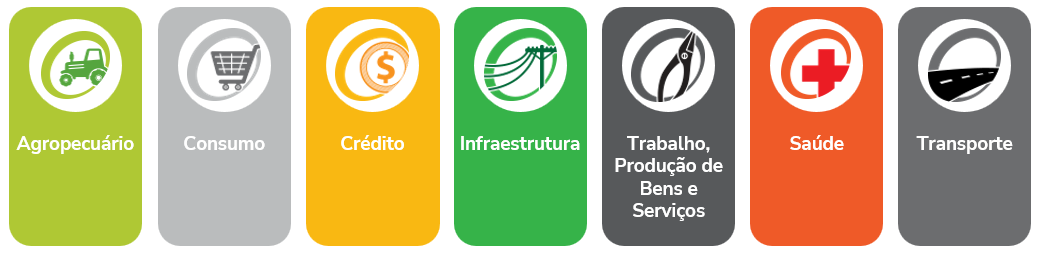 Agropecuário
Consumo
Crédito
$
Infraestrutura
Trabalho,
Produção de
Bens e
Serviços
Saúde
Transporte